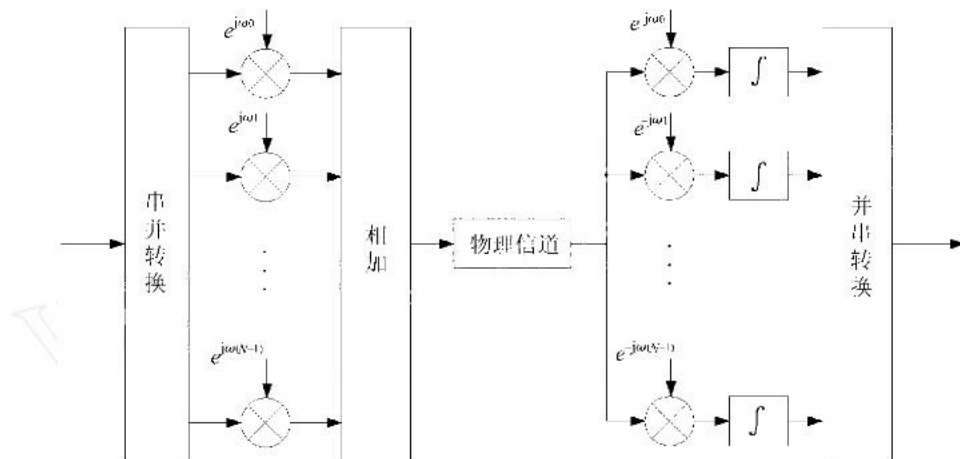 e^{jω0}
e^{jω1}
e^{jω(N-1)}
串并转换
相加
物理信道
e^{-jω0}
e^{-jω1}
e^{-jω(N-1)}
∫
∫
∫
并串转换